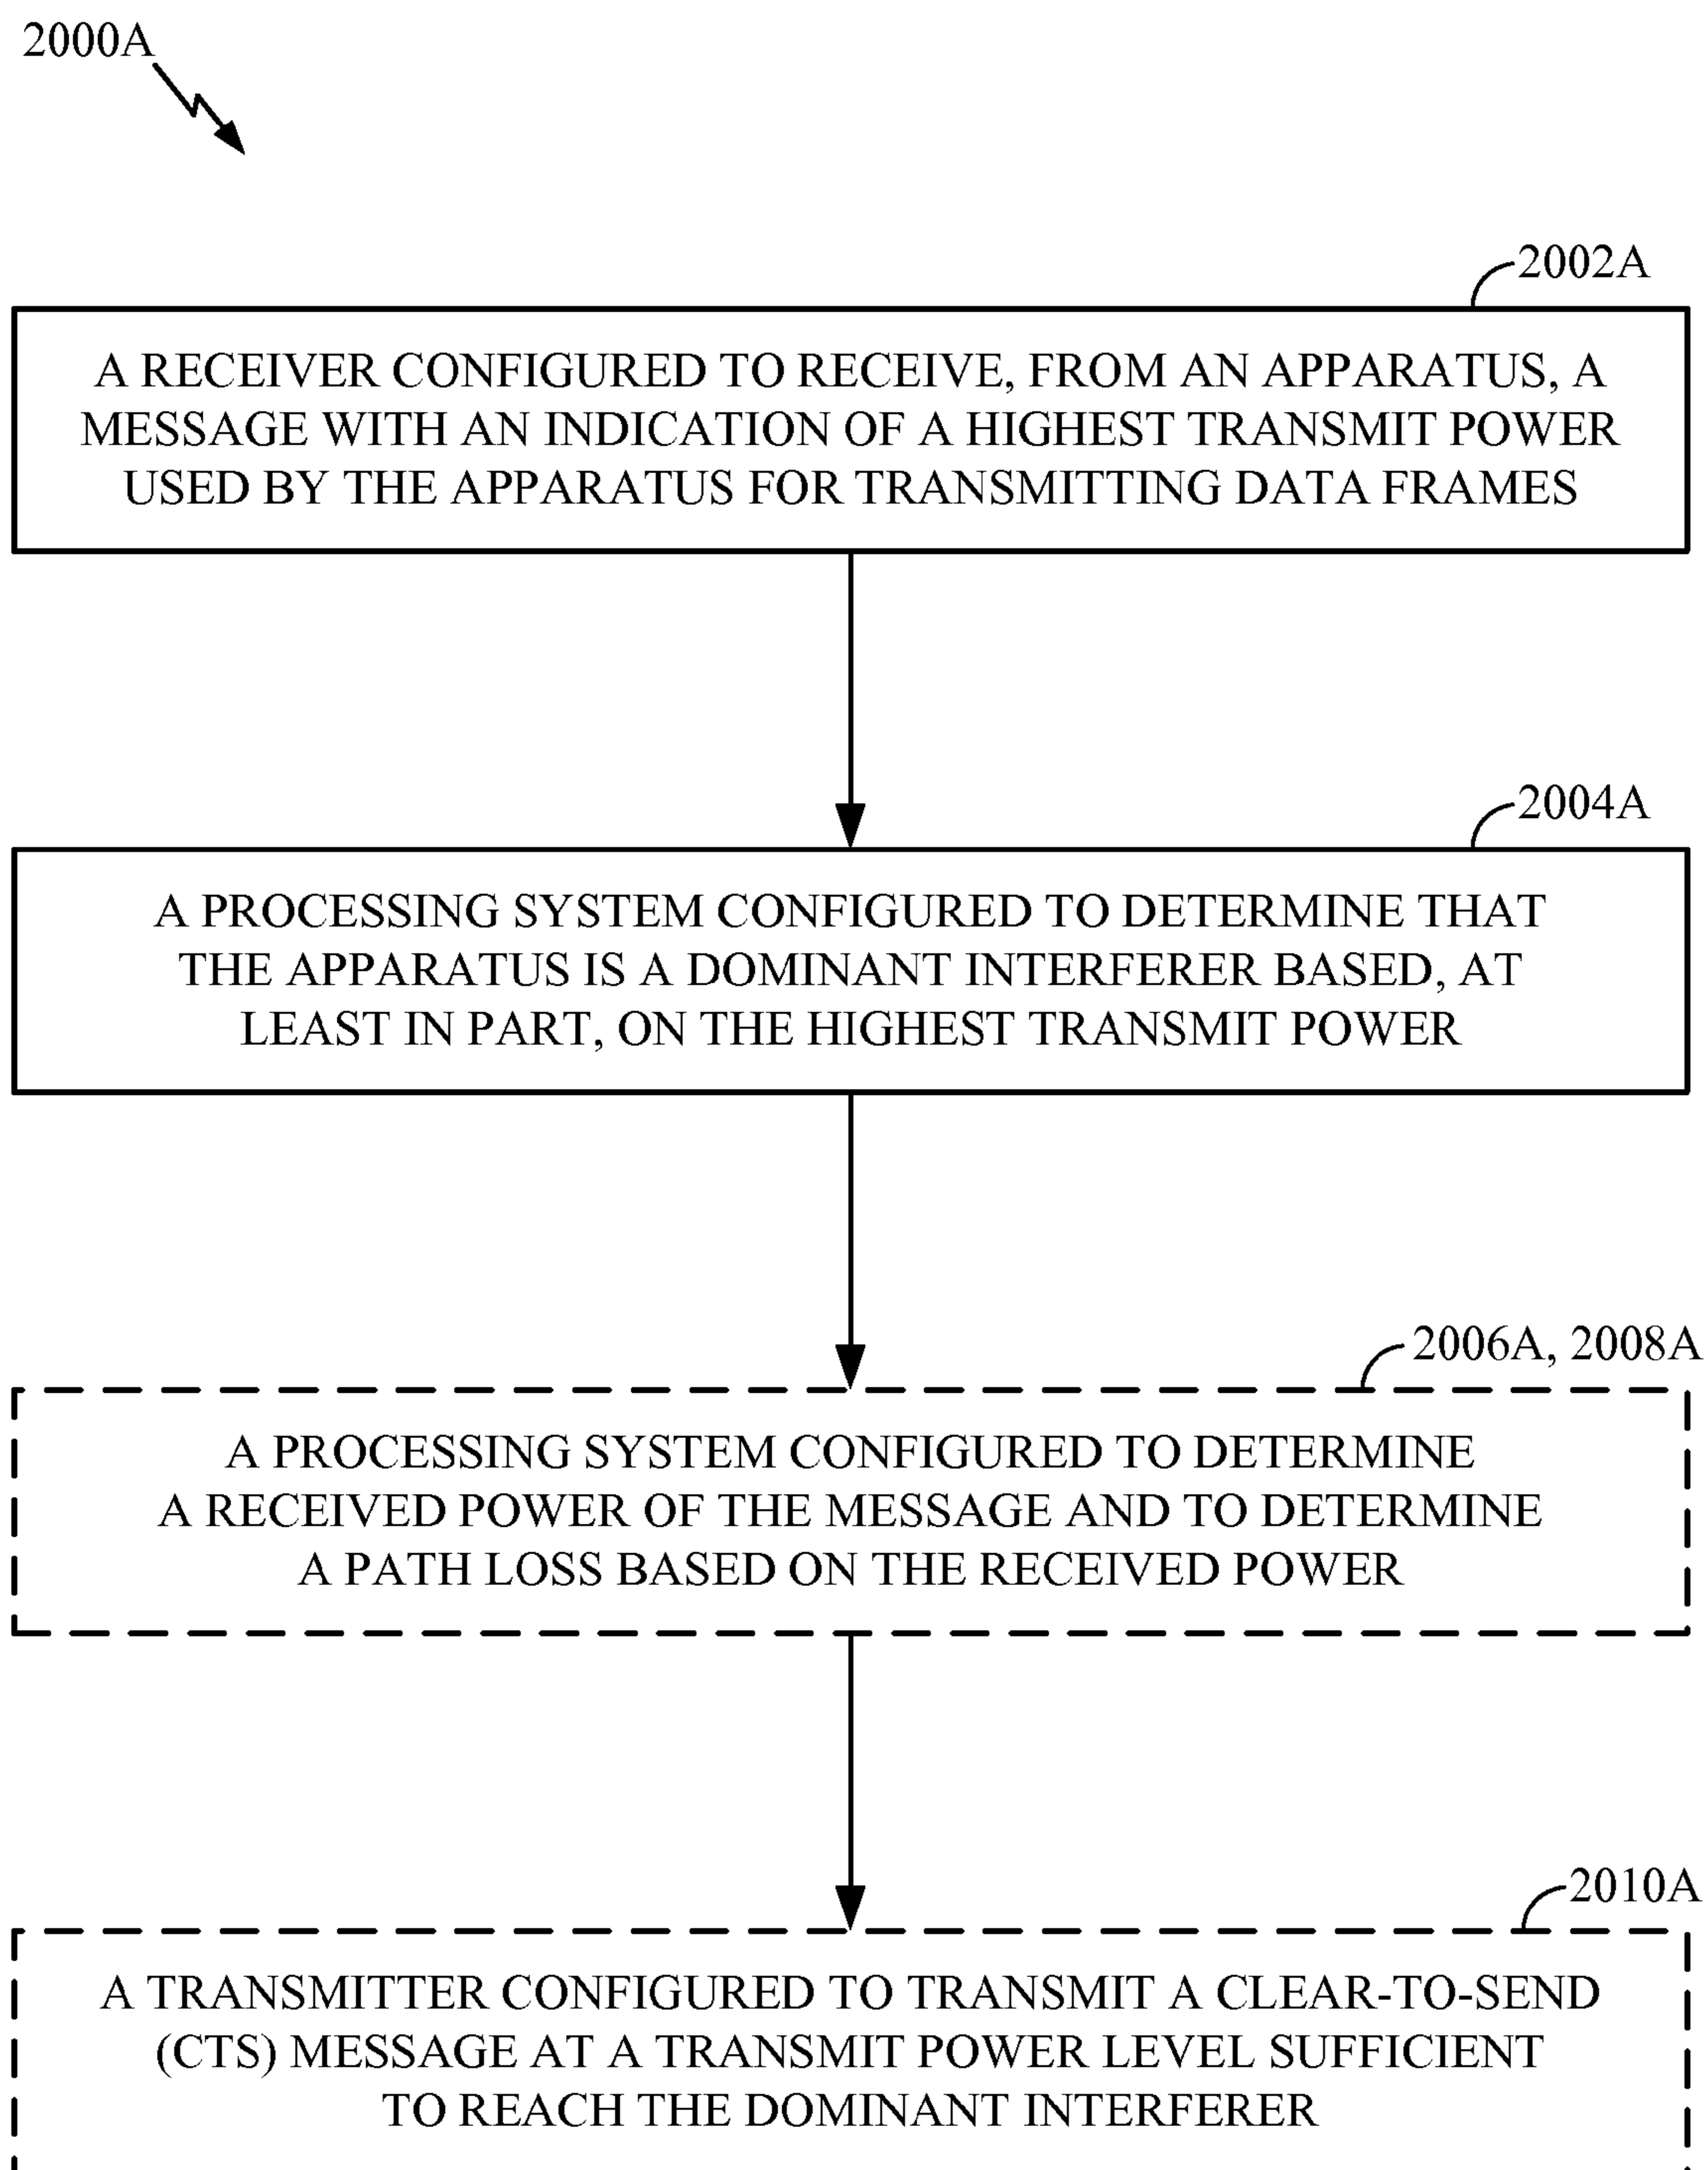 2000A
2002A
A RECEIVER CONFIGURED TO RECEIVE, FROM AN APPARATUS, A
MESSAGE WITH AN INDICATION OF A HIGHEST TRANSMIT POWER
USED BY THE APPARATUS FOR TRANSMITTING DATA FRAMES
2004A
A PROCESSING SYSTEM CONFIGURED TO DETERMINE THAT
THE APPARATUS IS A DOMINANT INTERFERER BASED, AT
LEAST IN PART, ON THE HIGHEST TRANSMIT POWER
2006A, 2008A
A PROCESSING SYSTEM CONFIGURED TO DETERMINE
A RECEIVED POWER OF THE MESSAGE AND TO DETERMINE
A PATH LOSS BASED ON THE RECEIVED POWER
2010A
A TRANSMITTER CONFIGURED TO TRANSMIT A CLEAR-TO-SEND
(CTS) MESSAGE AT A TRANSMIT POWER LEVEL SUFFICIENT
TO REACH THE DOMINANT INTERFERER